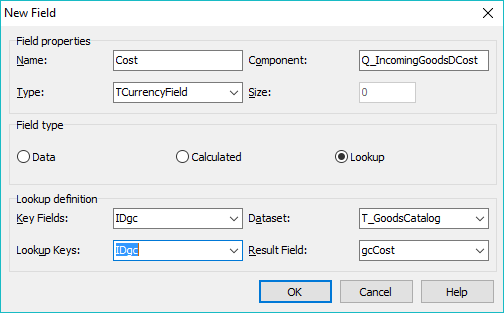 New Field
Field properties
Name: Cost Component: Q_IncomingGoodsDCost
Type: TCurrencyField Size: 0
Field type
Data Calculated Lookup
Lookup definition
Key Fields: IDgc Dataset: T_GoodsCatalog
Lookup Keys: IDgc Result Field: gcCost
OK Cancel Help